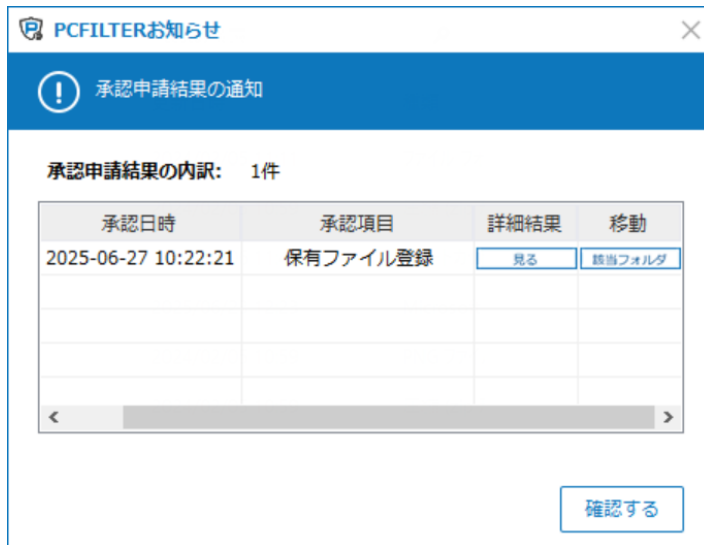 PCFILTERお知らせ
承認申請結果の通知
承認申請結果の内訳: 1件
承認日時 承認項目 詳細結果 移動
2025-06-27 10:22:21 保有ファイル登録 見る 該当フォルダ
確認する